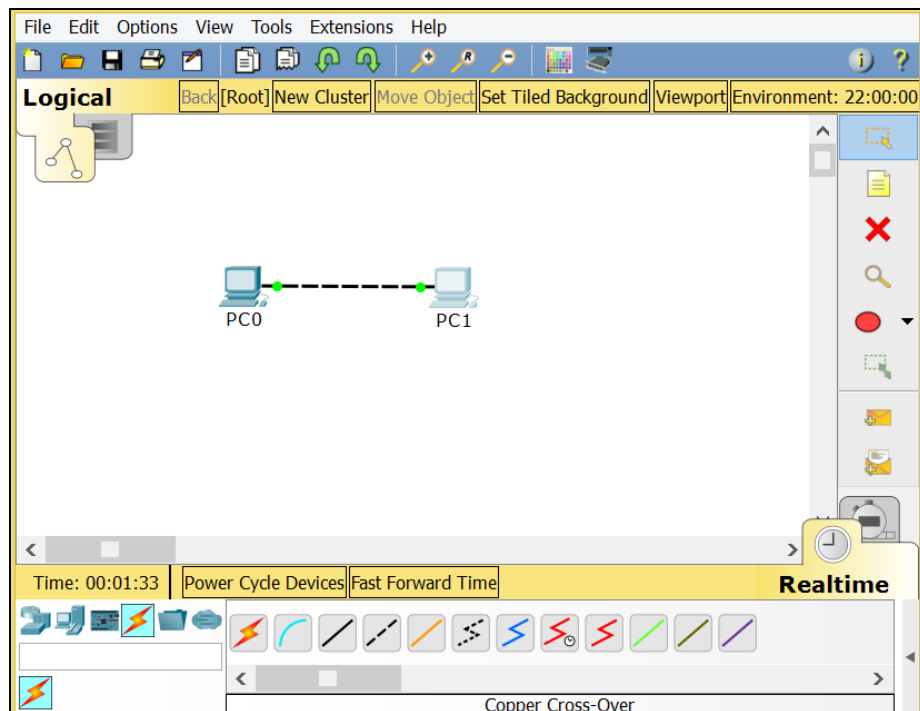 File Edit Options View Tools Extensions Help
Logical Back [Root] New Cluster Move Object Set Tiled Background Viewport Environment: 22:00:00
PC0 PC1
Time: 00:01:33 Power Cycle Devices Fast Forward Time Realtime
Copper Cross-Over